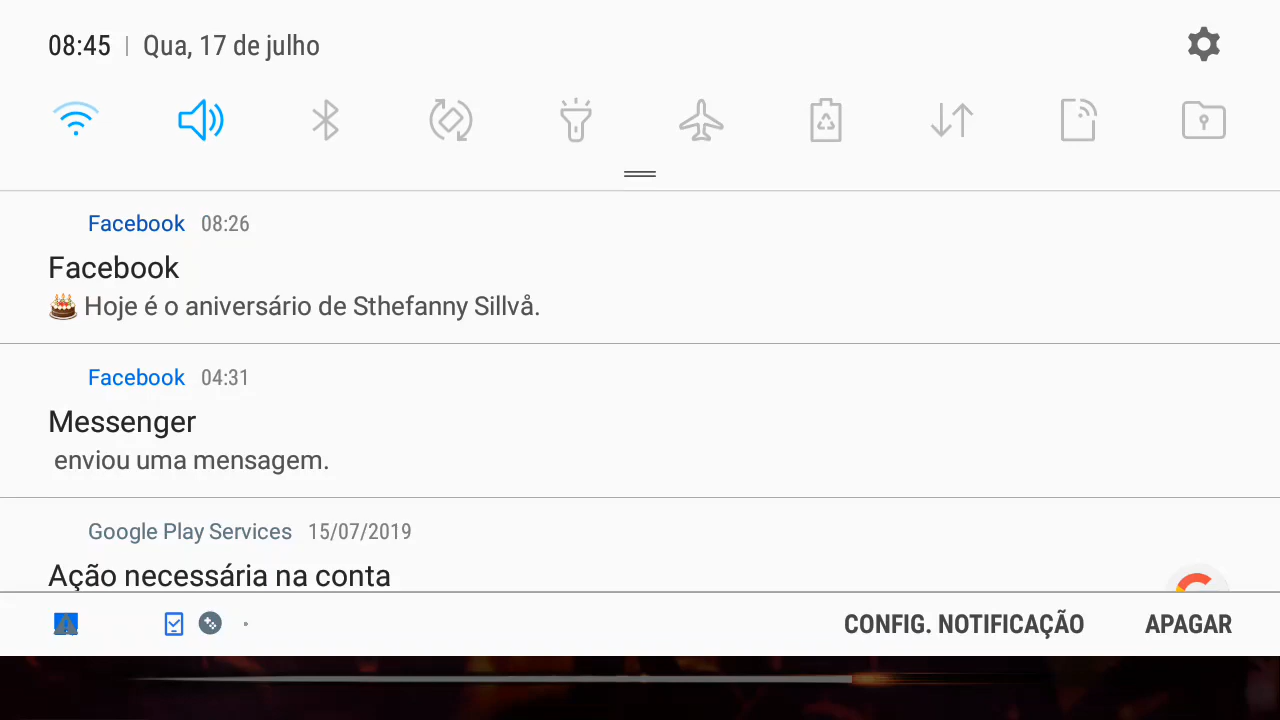 08:45 | Qua, 17 de julho
Facebook 08:26
Facebook
🎂 Hoje é o aniversário de Sthefanny Sillvå.
Facebook 04:31
Messenger
enviou uma mensagem.
Google Play Services 15/07/2019
Ação necessária na conta
CONFIG. NOTIFICAÇÃO APAGAR